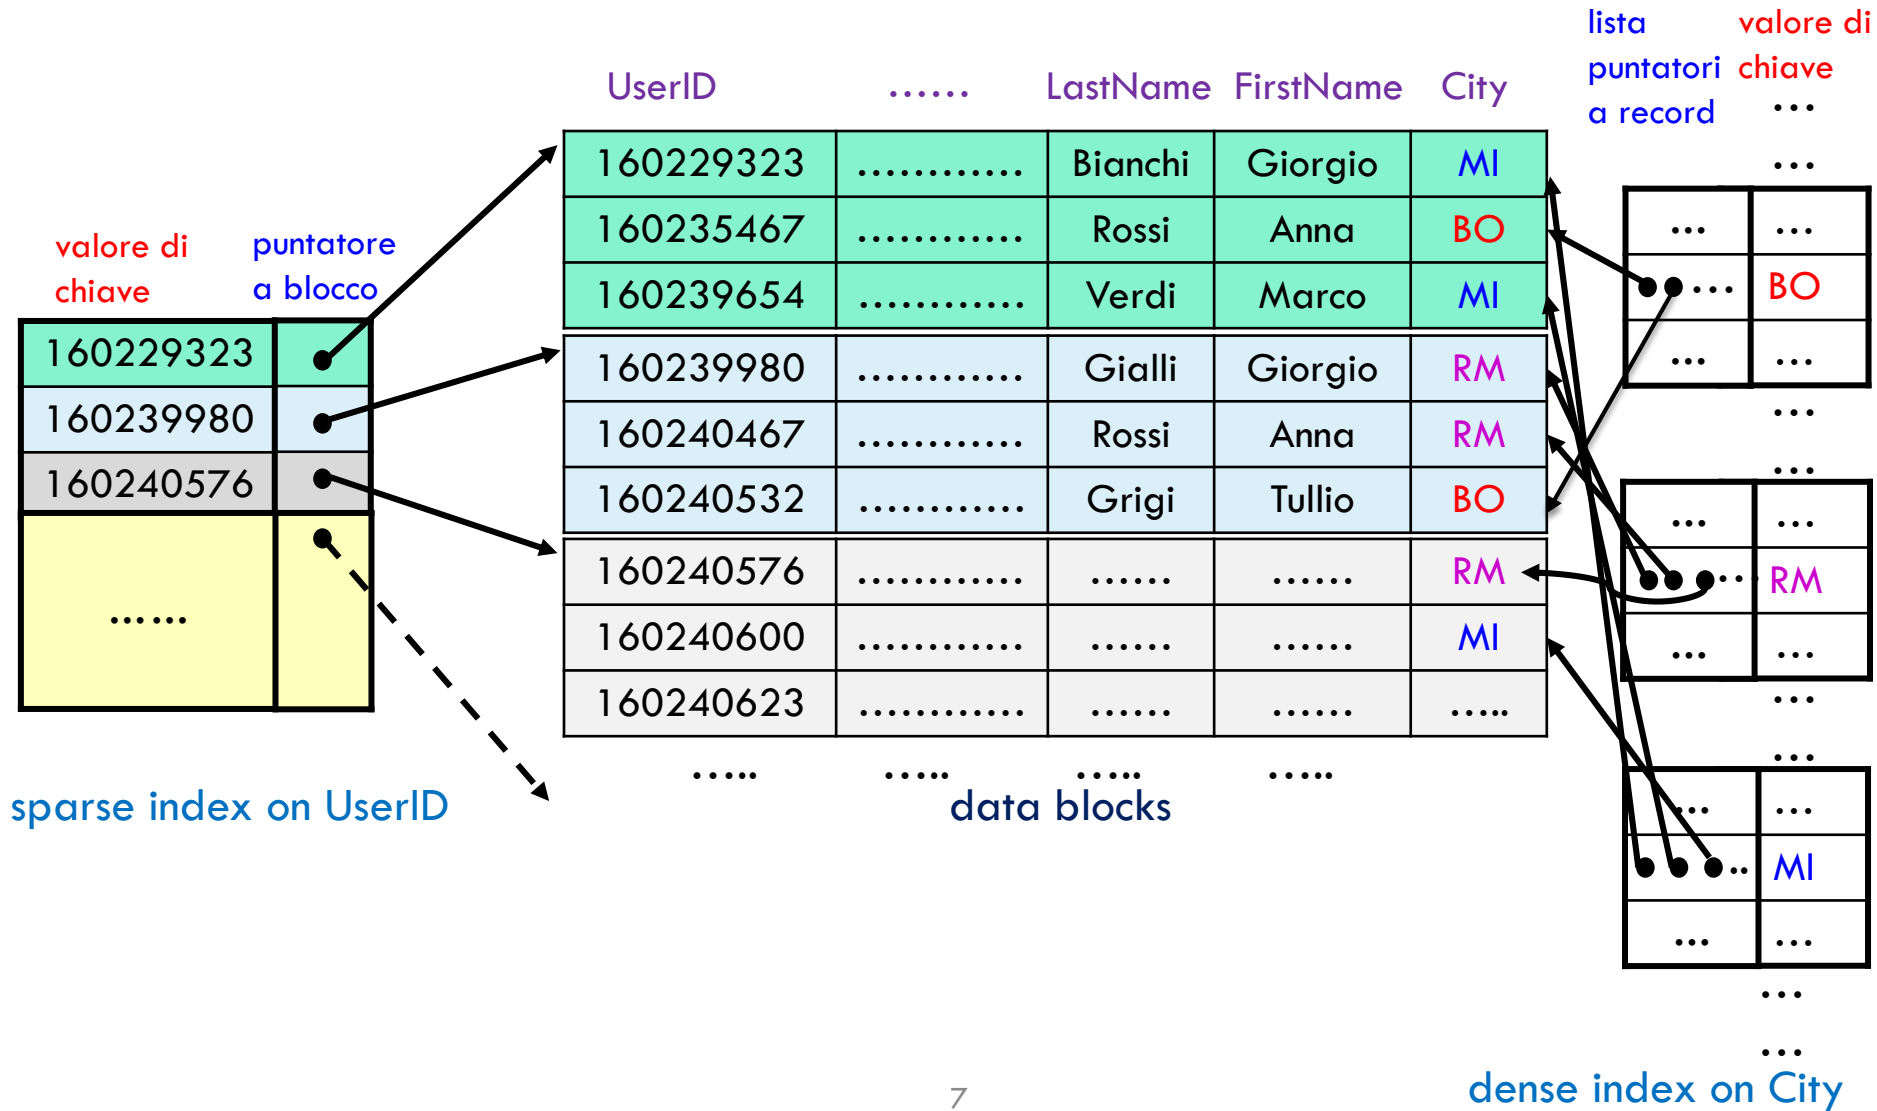 lista valore di
puntatori chiave
a record ...
...
UserID ...... LastName FirstName City
160229323 ............ Bianchi Giorgio MI
160235467 ............ Rossi Anna BO
160239654 ............ Verdi Marco MI
160239980 ............ Gialli Giorgio RM
160240467 ............ Rossi Anna RM
160240532 ............ Grigi Tullio BO
160240576 ............ ...... ...... RM
160240600 ............ ...... ...... MI
160240623 ............ ...... ...... .....
..... ..... ..... .....
data blocks
valore di puntatore
chiave a blocco
160229323
160239980
160240576
......
sparse index on UserID
... ...
... BO
... ...
...
...
... ...
... RM
... ...
...
...
... ...
.. MI
... ...
...
...
dense index on City
7